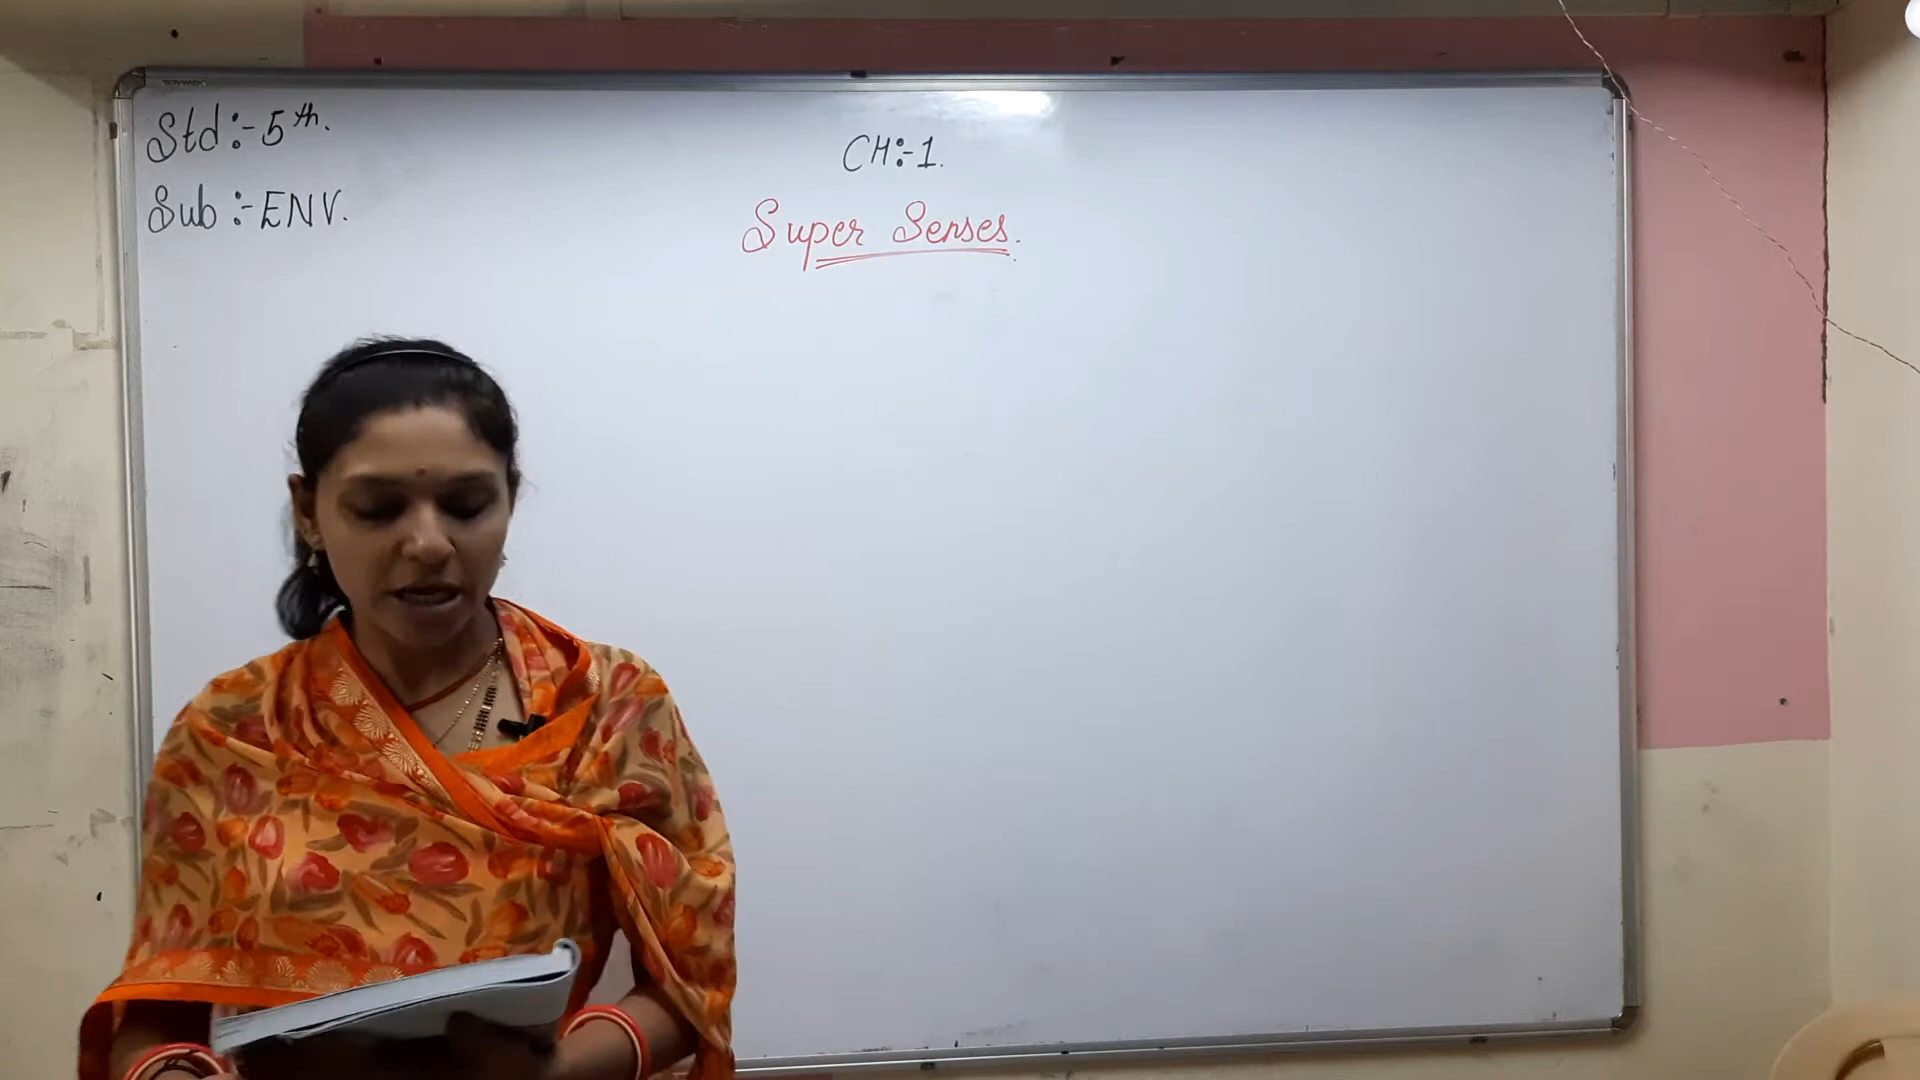 Std:- 5th.
Sub:- ENV.
CH:-1.
Super Senses.